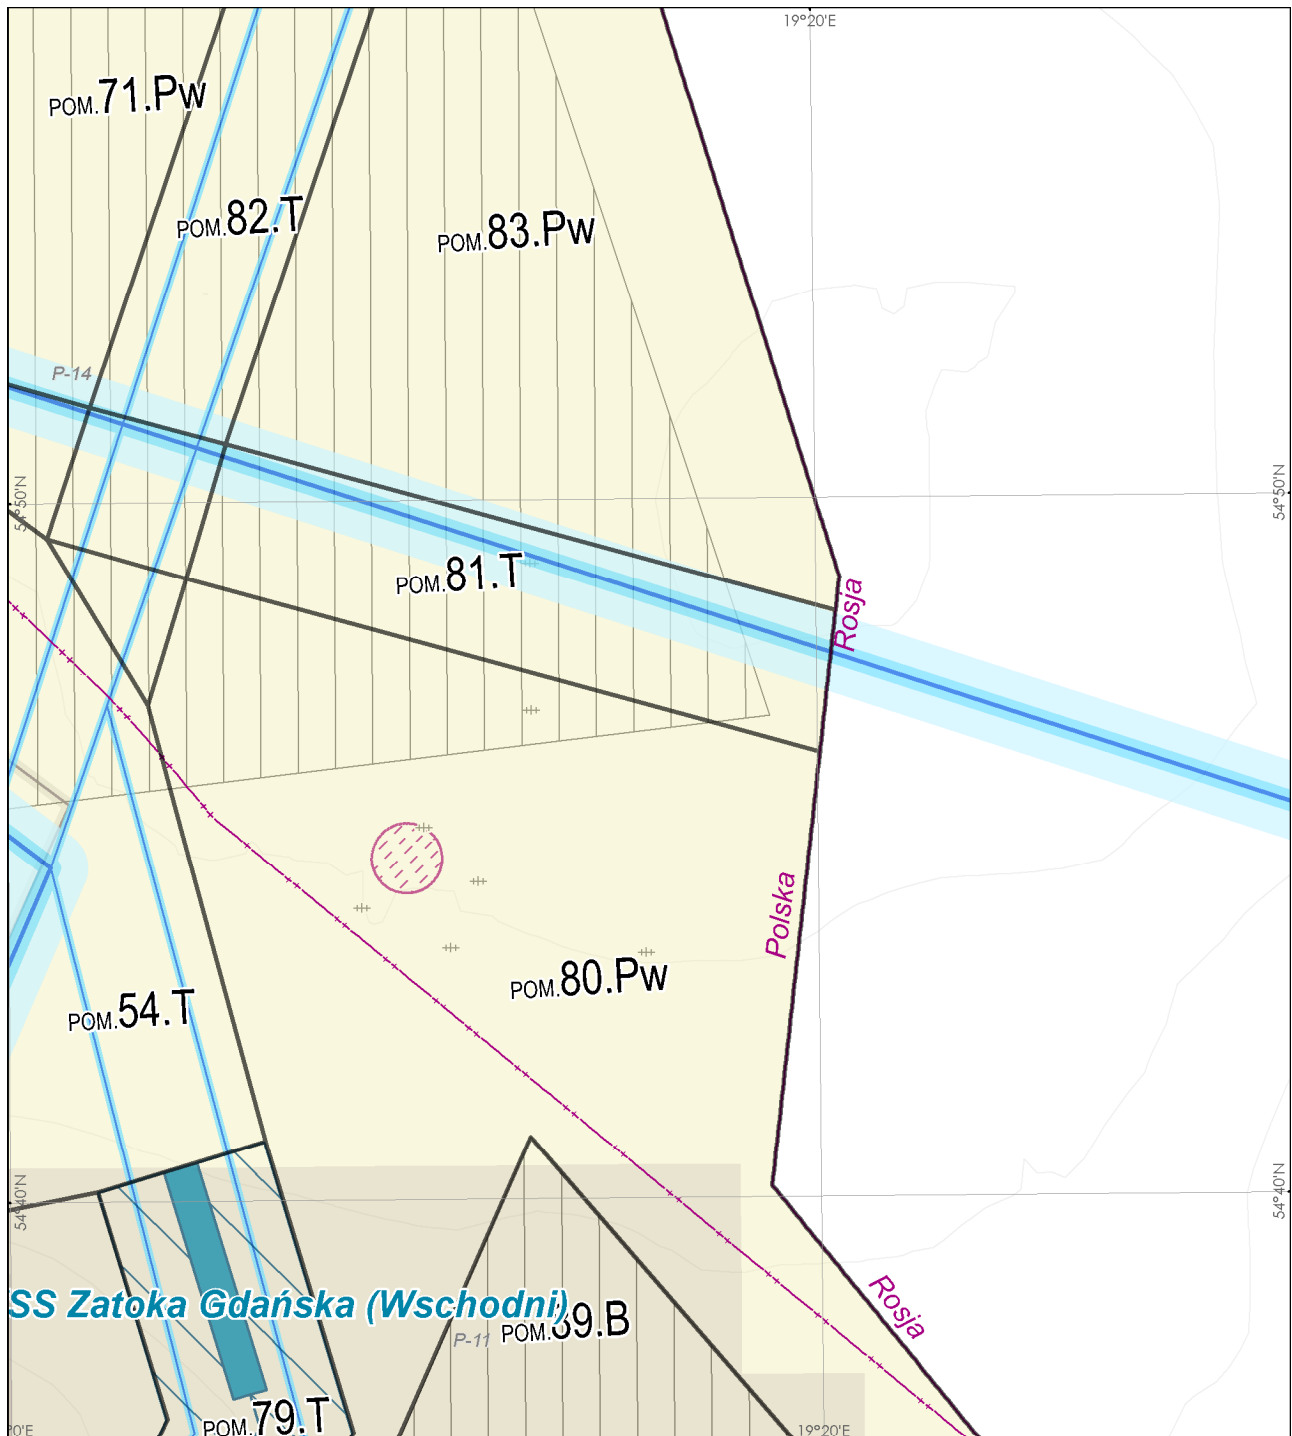 19°20'E
POM.71.Pw
POM.82.T
POM.83.Pw
P-14
54°50'N
54°50'N
POM.81.T
Rosja
Polska
POM.80.Pw
POM.54.T
54°40'N
54°40'N
SS Zatoka Gdańska (Wschodni)
Rosja
P-11
POM.39.B
POM.79.T
0'E
19°20'E